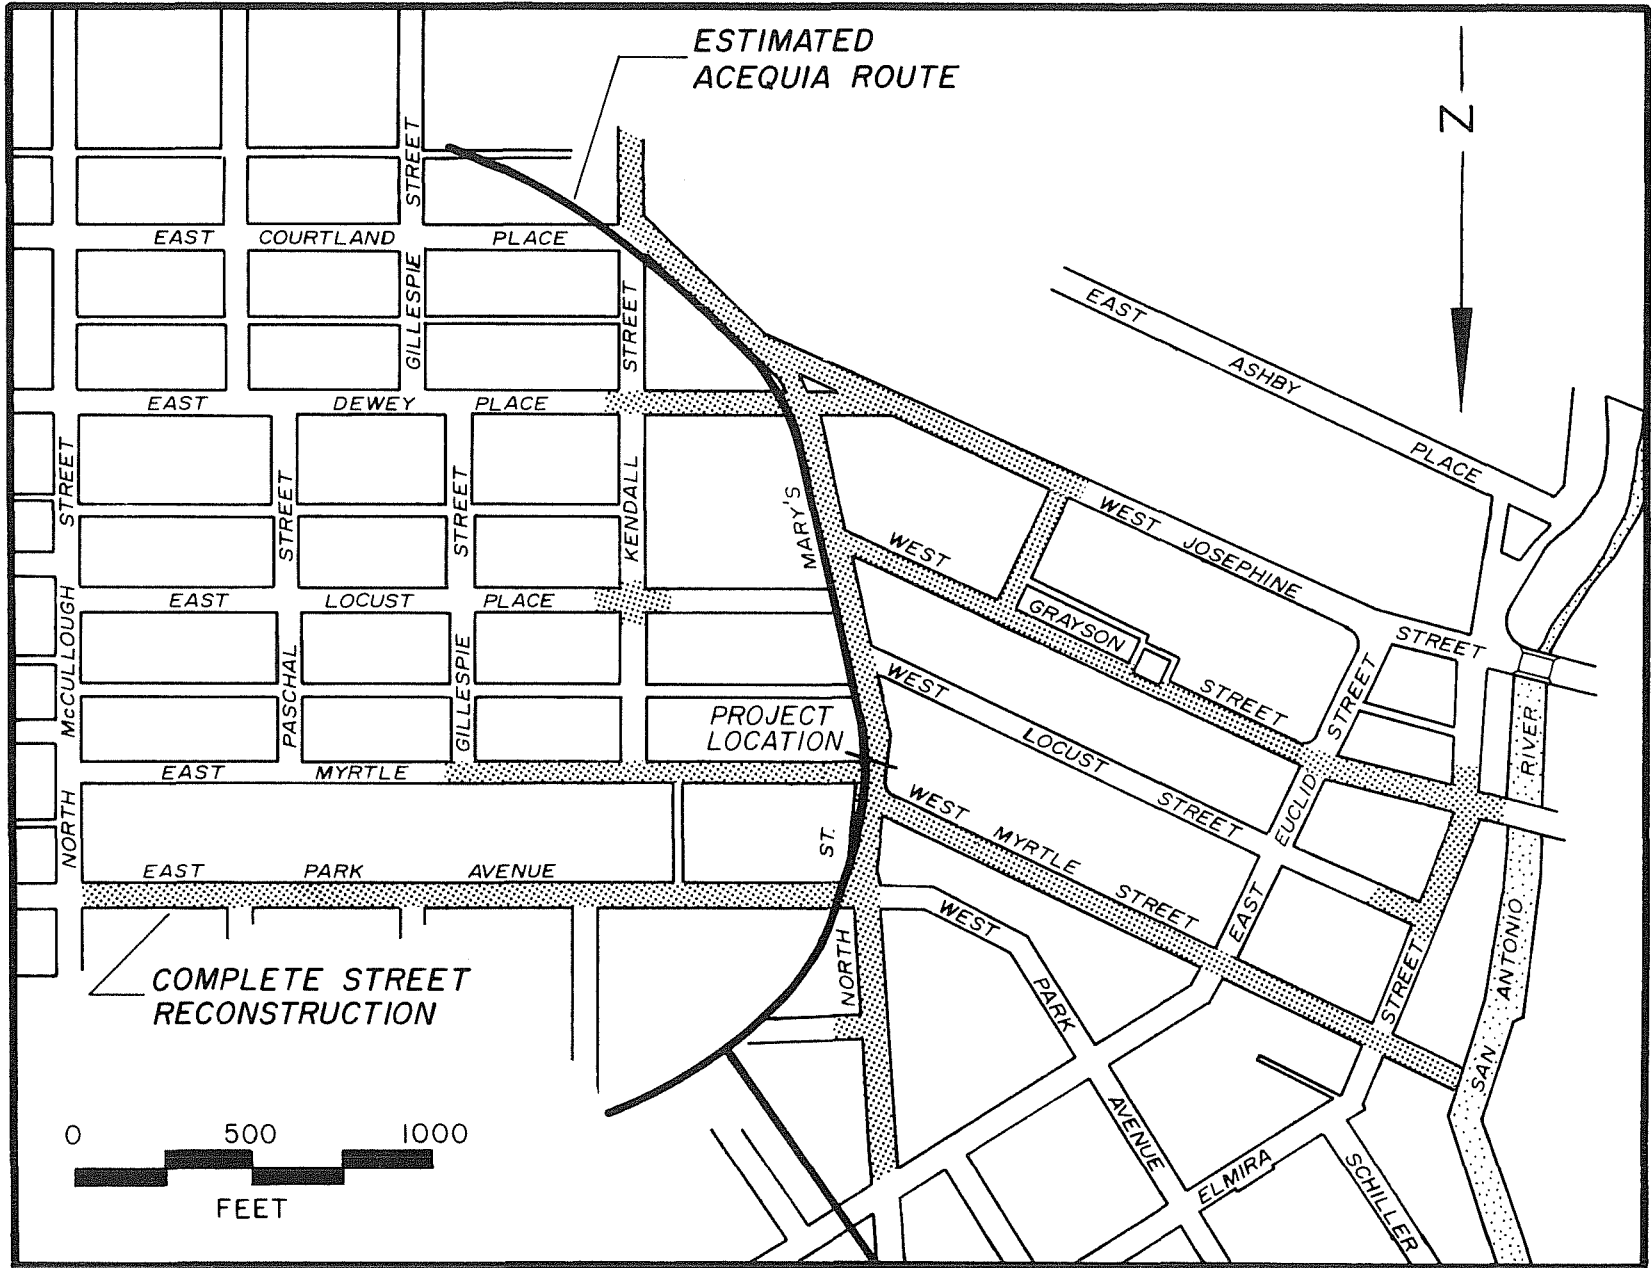 ESTIMATED
ACEQUIA ROUTE
N
STREET
EAST COURTLAND PLACE
GILLESPIE
STREET
EAST ASHBY PLACE
EAST DEWEY PLACE
STREET
STREET
STREET
KENDALL
MARY'S
WEST JOSEPHINE STREET
WEST GRAYSON STREET
EAST LOCUST PLACE
McCULLOUGH
PASCHAL
GILLESPIE
WEST LOCUST STREET
STREET
PROJECT
LOCATION
RIVER
EAST MYRTLE
NORTH
ST.
WEST MYRTLE STREET
EUCLID
EAST PARK AVENUE
EAST
WEST PARK AVENUE
NORTH
STREET
ANTONIO
SAN
COMPLETE STREET
RECONSTRUCTION
0 500 1000
FEET
ELMIRA
SCHILLER